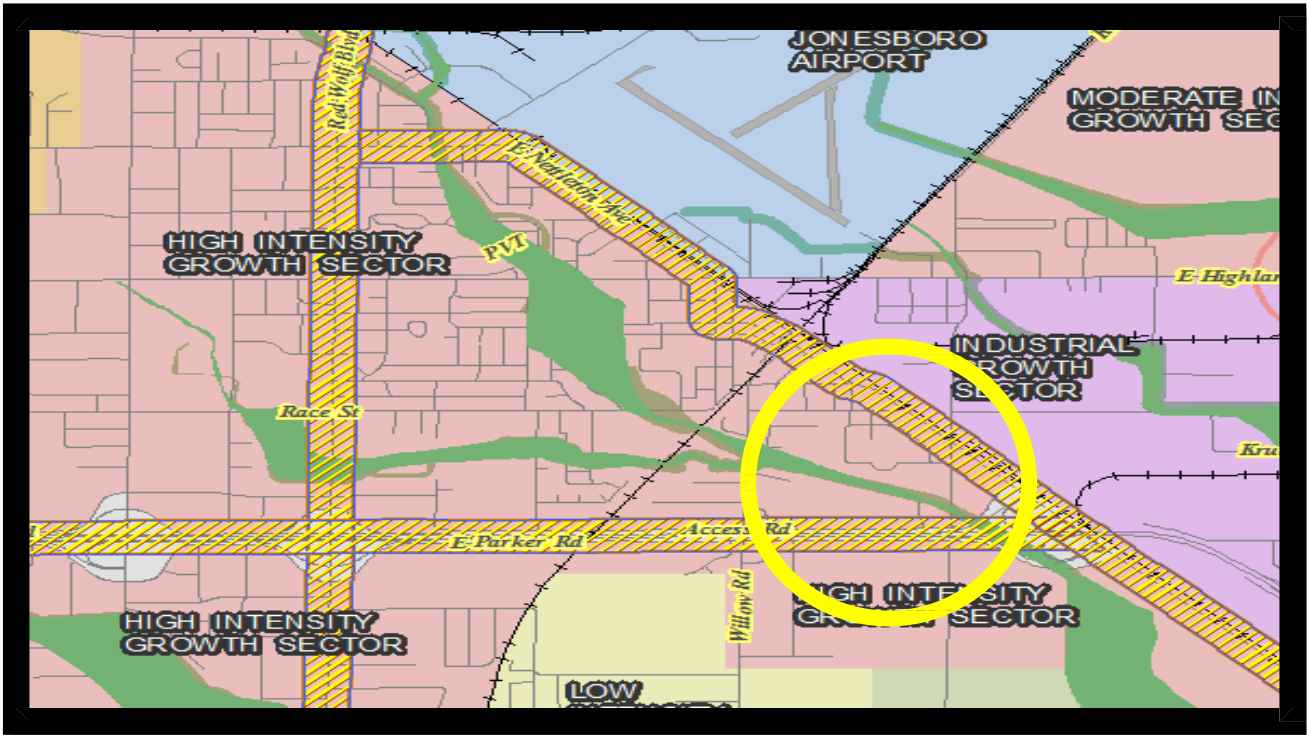 JONESBORO
AIRPORT
Red Wolf Blvd
MODERATE IN
GROWTH SEC
E Nettleton Ave
HIGH INTENSITY
GROWTH SECTOR
PVT
E Highlan
INDUSTRIAL
GROWTH
SECTOR
Race St
Kru
Access Rd
E Parker Rd
Willow Rd
HIGH INTENSITY
GROWTH SECTOR
HIGH INTENSITY
GROWTH SECTOR
LOW